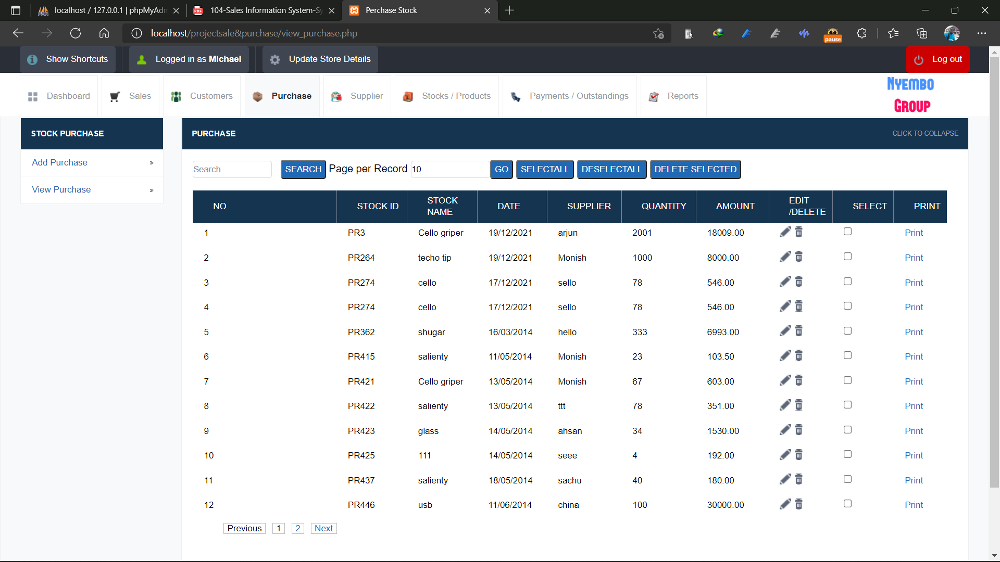 localhost / 127.0.0.1 | phpMyAdm
104-Sales Information System-Sy
Perchase Stock
localhost/projectsale&purchase/view_purchase.php
pause
Show Shortcuts
Logged in as Michael
Update Store Details
Log out
Dashboard
Sales
Customers
Purchase
Supplier
Stocks / Products
Payments / Outstandings
Reports
Nyembo
Group
STOCK PURCHASE
Add Purchase »
View Purchase »
PURCHASE
CLICK TO COLLAPSE
Search SEARCH Page per Record 10 GO SELECTALL DESELECTALL DELETE SELECTED
NO STOCK ID STOCK NAME DATE SUPPLIER QUANTITY AMOUNT EDIT /DELETE SELECT PRINT
1 PR3 Cello griper 19/12/2021 arjun 2001 18009.00 Print
2 PR264 techo tip 19/12/2021 Monish 1000 8000.00 Print
3 PR274 cello 17/12/2021 sello 78 546.00 Print
4 PR274 cello 17/12/2021 sello 78 546.00 Print
5 PR362 shugar 16/03/2014 hello 333 6993.00 Print
6 PR415 salienty 11/05/2014 Monish 23 103.50 Print
7 PR421 Cello griper 13/05/2014 Monish 67 603.00 Print
8 PR422 salienty 13/05/2014 ttt 78 351.00 Print
9 PR423 glass 14/05/2014 ahsan 34 1530.00 Print
10 PR425 111 14/05/2014 seee 4 192.00 Print
11 PR437 salienty 18/05/2014 sachu 40 180.00 Print
12 PR446 usb 11/06/2014 china 100 30000.00 Print
Previous 1 2 Next